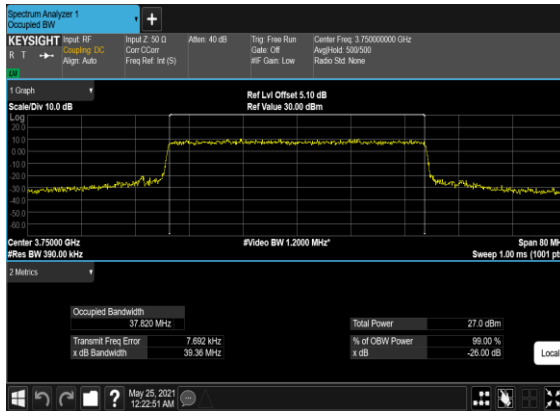 Spectrum Analyzer 1
Occupied BW
+
KEYSIGHT
R T
LXI
Input: RF
Coupling: DC
Align: Auto
Input Z: 50 Ω
Corr CCorr
Freq Ref: Int (S)
Atten: 40 dB
Trig: Free Run
Gate: Off
#IF Gain: Low
Center Freq: 3.750000000 GHz
Avg|Hold: 500/500
Radio Std: None
1 Graph
Scale/Div 10.0 dB
Ref Lvl Offset 5.10 dB
Ref Value 30.00 dBm
Log
20.0
10.0
0.00
-10.0
-20.0
-30.0
-40.0
-50.0
-60.0
Center 3.75000 GHz
#Res BW 390.00 kHz
#Video BW 1.2000 MHz*
Span 80 MH
Sweep 1.00 ms (1001 pt
2 Metrics
Occupied Bandwidth
37.820 MHz
Transmit Freq Error 7.692 kHz
x dB Bandwidth 39.36 MHz
Total Power 27.0 dBm
% of OBW Power 99.00 %
x dB -26.00 dB
Local
?
May 25, 2021
12:22:51 AM